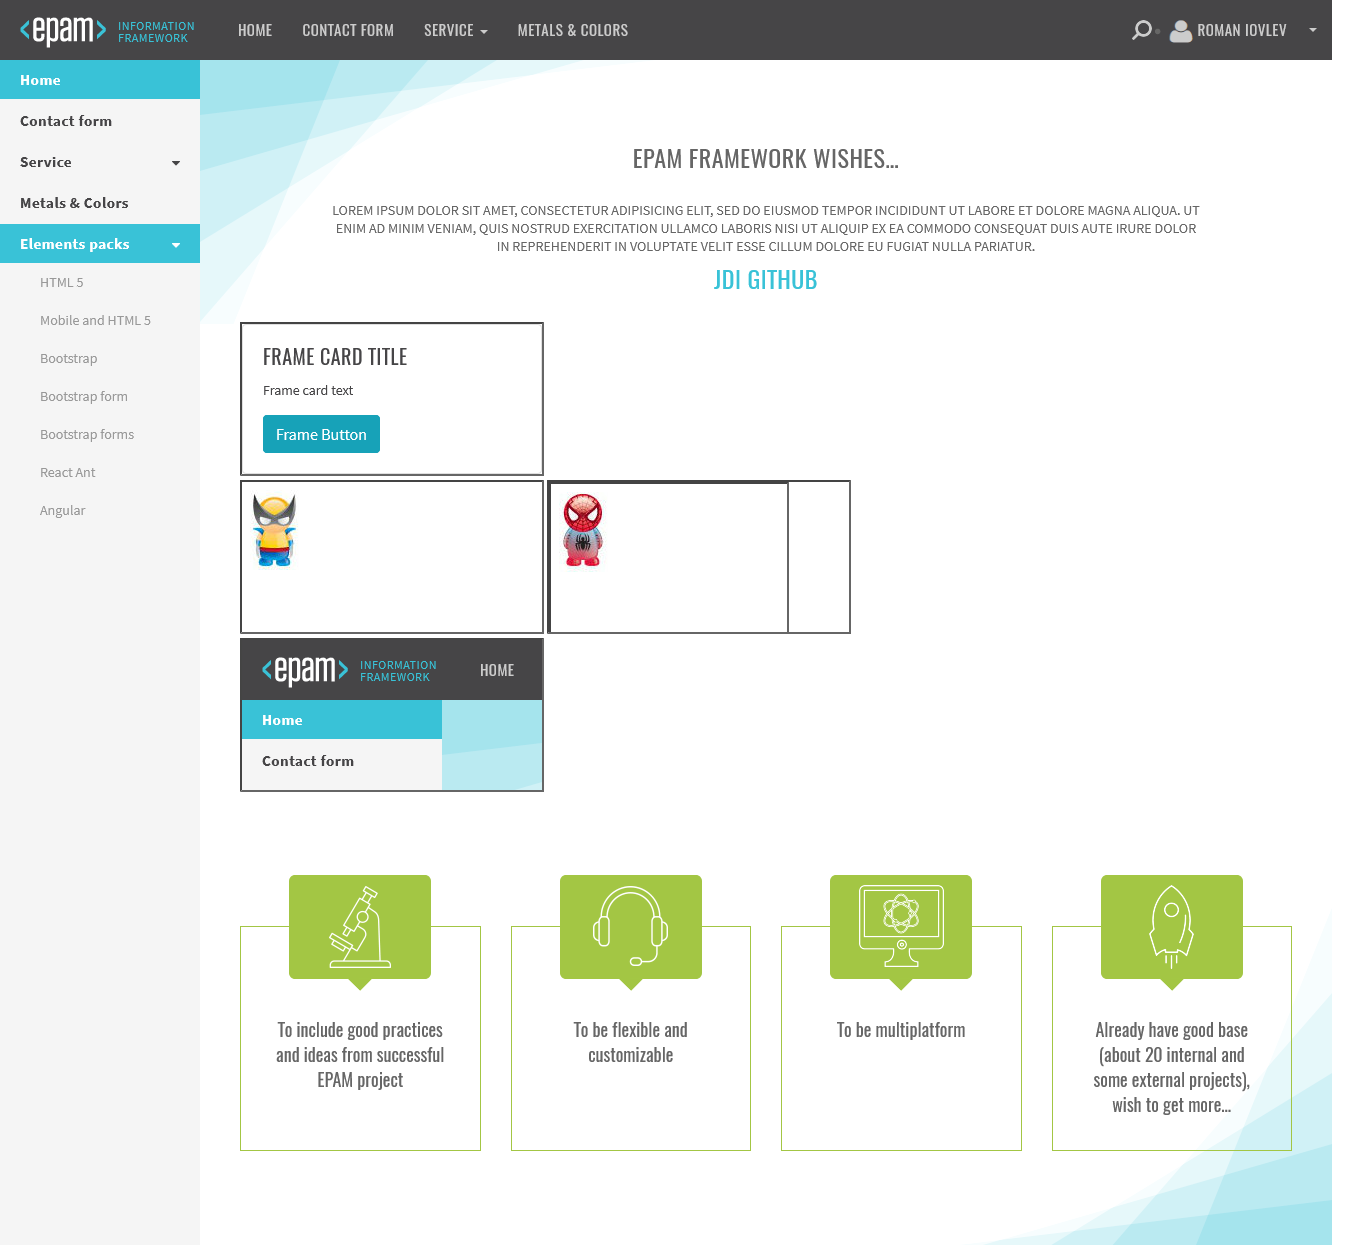 epam INFORMATION FRAMEWORK
HOME CONTACT FORM SERVICE METALS & COLORS ROMAN IOVLEV
Home
Contact form
Service
Metals & Colors
Elements packs
HTML 5
Mobile and HTML 5
Bootstrap
Bootstrap form
Bootstrap forms
React Ant
Angular
EPAM FRAMEWORK WISHES...
LOREM IPSUM DOLOR SIT AMET, CONSECTETUR ADIPISICING ELIT, SED DO EIUSMOD TEMPOR INCIDIDUNT UT LABORE ET DOLORE MAGNA ALIQUA. UT
ENIM AD MINIM VENIAM, QUIS NOSTRUD EXERCITATION ULLAMCO LABORIS NISI UT ALIQUIP EX EA COMMODO CONSEQUAT DUIS AUTE IRURE DOLOR
IN REPREHENDERIT IN VOLUPTATE VELIT ESSE CILLUM DOLORE EU FUGIAT NULLA PARIATUR.
JDI GITHUB
FRAME CARD TITLE
Frame card text
Frame Button
epam INFORMATION FRAMEWORK HOME
Home
Contact form
To include good practices
and ideas from successful
EPAM project
To be flexible and
customizable
To be multiplatform
Already have good base
(about 20 internal and
some external projects),
wish to get more...